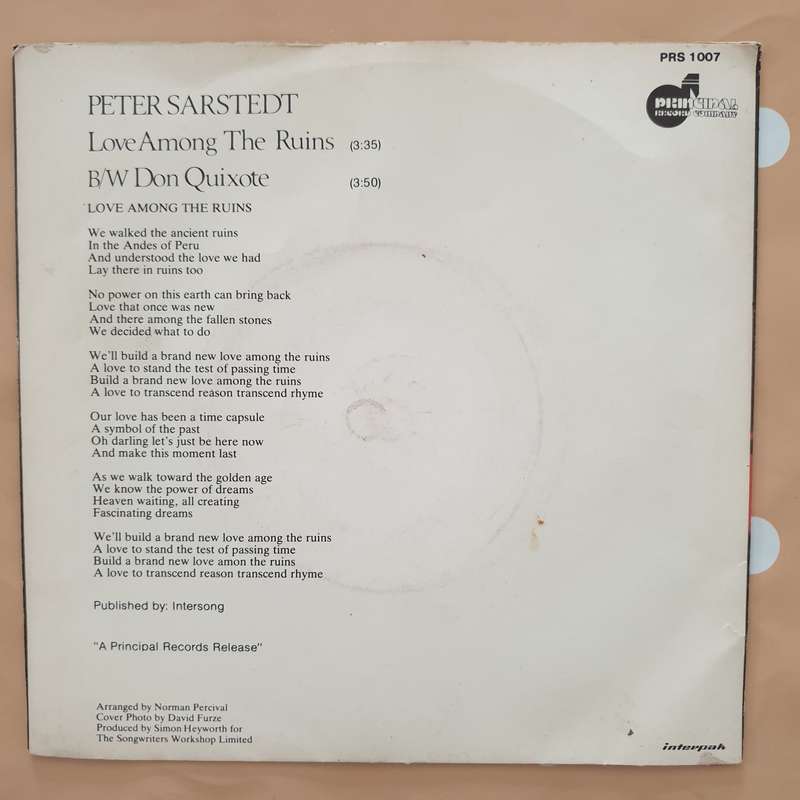 PRS 1007
PRINCIPAL
RECORD COMPANY
PETER SARSTEDT
Love Among The Ruins (3:35)
B/W Don Quixote (3:50)
LOVE AMONG THE RUINS
We walked the ancient ruins
In the Andes of Peru
And understood the love we had
Lay there in ruins too
No power on this earth can bring back
Love that once was new
And there among the fallen stones
We decided what to do
We'll build a brand new love among the ruins
A love to stand the test of passing time
Build a brand new love among the ruins
A love to transcend reason transcend rhyme
Our love has been a time capsule
A symbol of the past
Oh darling let's just be here now
And make this moment last
As we walk toward the golden age
We know the power of dreams
Heaven waiting, all creating
Fascinating dreams
We'll build a brand new love among the ruins
A love to stand the test of passing time
Build a brand new love amon the ruins
A love to transcend reason transcend rhyme
Published by: Intersong
"A Principal Records Release"
Arranged by Norman Percival
Cover Photo by David Furze
Produced by Simon Heyworth for
The Songwriters Workshop Limited
interpak